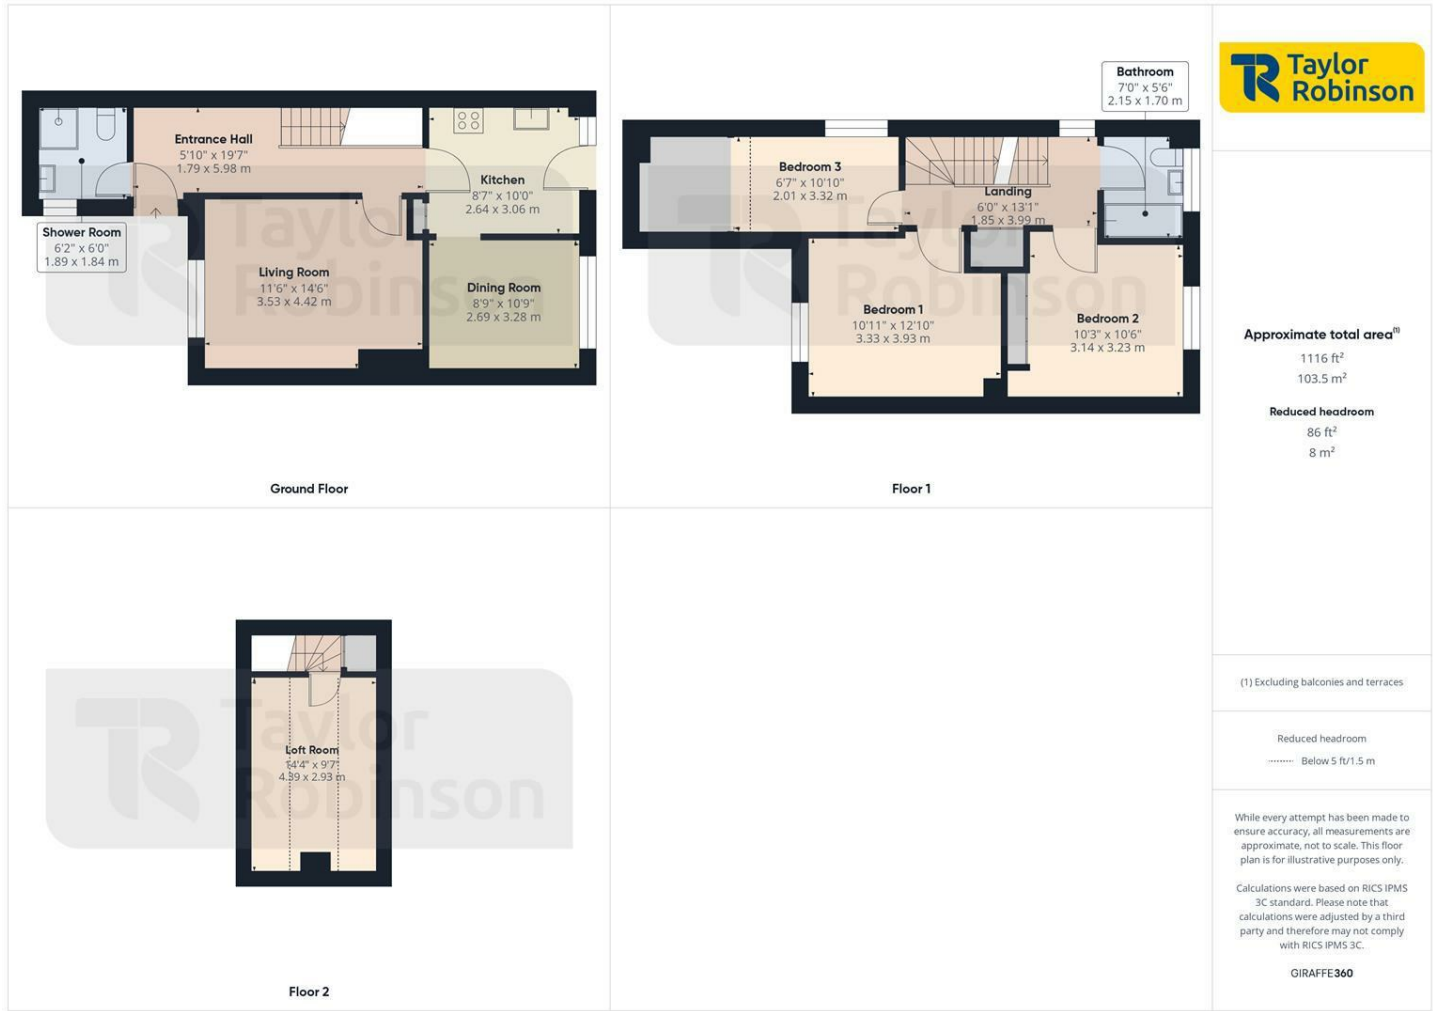 Entrance Hall
5'10" x 19'7"
1.79 x 5.98 m
Kitchen
8'7" x 10'0"
2.64 x 3.06 m
Shower Room
6'2" x 6'0"
1.89 x 1.84 m
Living Room
11'6" x 14'6"
3.53 x 4.42 m
Dining Room
8'9" x 10'9"
2.69 x 3.28 m
Taylor
Robinson
Ground Floor
Bathroom
7'0" x 5'6"
2.15 x 1.70 m
Bedroom 3
6'7" x 10'10"
2.01 x 3.32 m
Landing
6'0" x 13'1"
1.85 x 3.99 m
Bedroom 1
10'11" x 12'10"
3.33 x 3.93 m
Bedroom 2
10'3" x 10'6"
3.14 x 3.23 m
Taylor
Robinson
Floor 1
Loft Room
14'4" x 9'7"
4.39 x 2.93 m
Taylor
Robinson
Floor 2
Taylor
Robinson
Approximate total area(1)
1116 ft²
103.5 m²
Reduced headroom
86 ft²
8 m²
(1) Excluding balconies and terraces
Reduced headroom
Below 5 ft/1.5 m
While every attempt has been made to
ensure accuracy, all measurements are
approximate, not to scale. This floor
plan is for illustrative purposes only.
Calculations were based on RICS IPMS
3C standard. Please note that
calculations were adjusted by a third
party and therefore may not comply
with RICS IPMS 3C.
GIRAFFE360